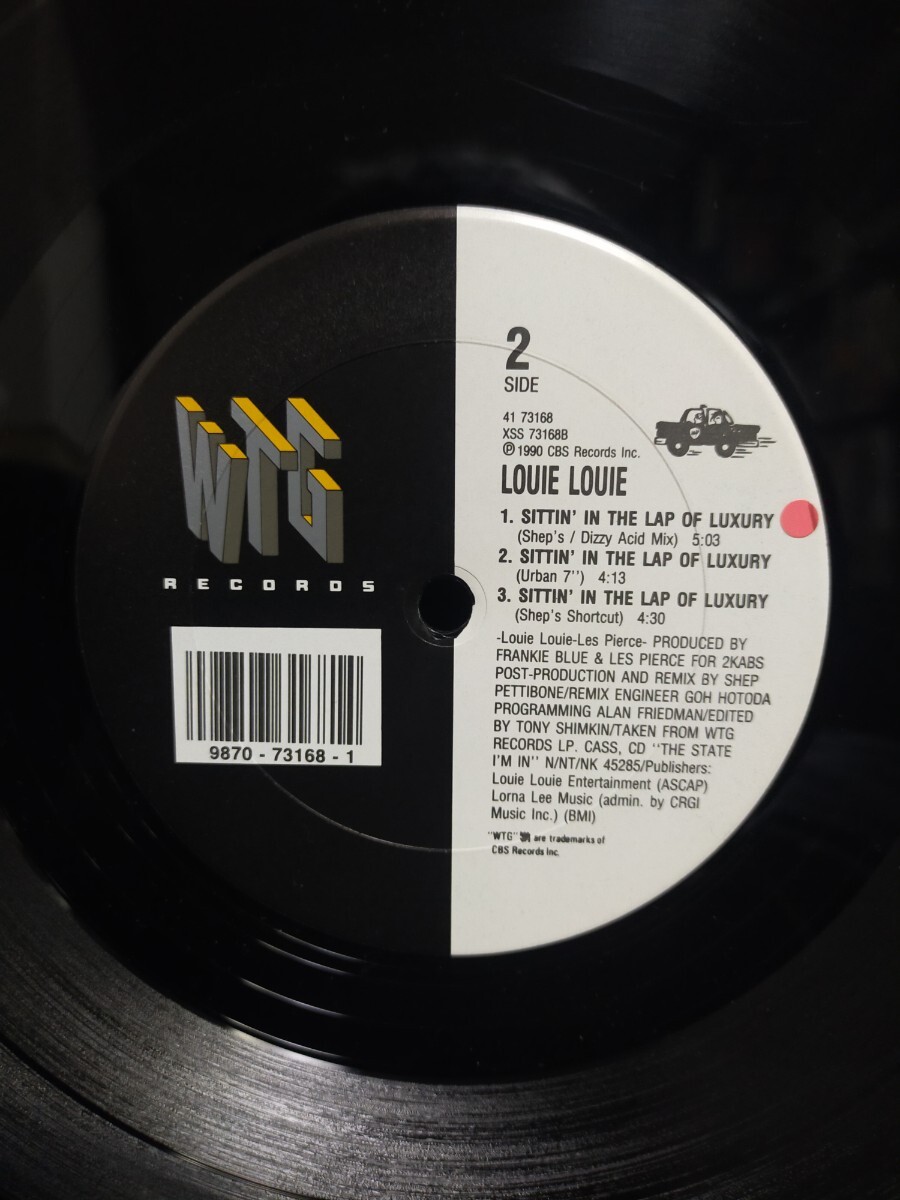 WTG
RECORDS
9870 - 73168 - 1
2
SIDE
41 73168
XSS 73168B
Ⓟ 1990 CBS Records Inc.
LOUIE LOUIE
1. SITTIN' IN THE LAP OF LUXURY
(Shep's / Dizzy Acid Mix) 5:03
2. SITTIN' IN THE LAP OF LUXURY
(Urban 7'') 4:13
3. SITTIN' IN THE LAP OF LUXURY
(Shep's Shortcut) 4:30
-Louie Louie-Les Pierce- PRODUCED BY
FRANKIE BLUE & LES PIERCE FOR 2KABS
POST-PRODUCTION AND REMIX BY SHEP
PETTIBONE/REMIX ENGINEER GOH HOTODA
PROGRAMMING ALAN FRIEDMAN/EDITED
BY TONY SHIMKIN/TAKEN FROM WTG
RECORDS LP. CASS, CD ''THE STATE
I'M IN'' N/NT/NK 45285/Publishers:
Louie Louie Entertainment (ASCAP)
Lorna Lee Music (admin. by CRGI
Music Inc.) (BMI)
"WTG" are trademarks of
CBS Records Inc.